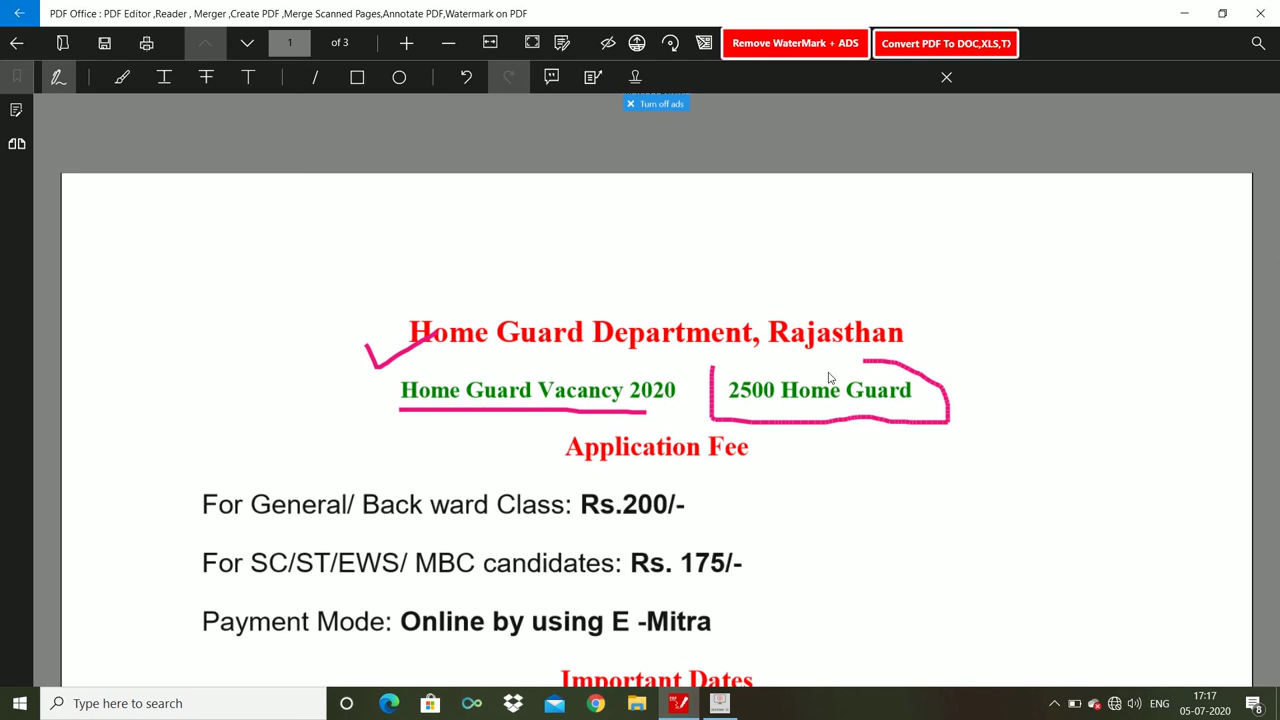 PDF Office : PDF Editor ,Reader , Merger ,Create PDF ,Merge Scanned Pages,Annotate PDF,Watermark on PDF
1 of 3
Remove WaterMark + ADS
Convert PDF To DOC,XLS,TX
Turn off ads
Home Guard Department, Rajasthan
Home Guard Vacancy 2020 2500 Home Guard
Application Fee
For General/ Back ward Class: Rs.200/-
For SC/ST/EWS/ MBC candidates: Rs. 175/-
Payment Mode: Online by using E -Mitra
Important Dates
Type here to search
ENG
17:17
05-07-2020
8